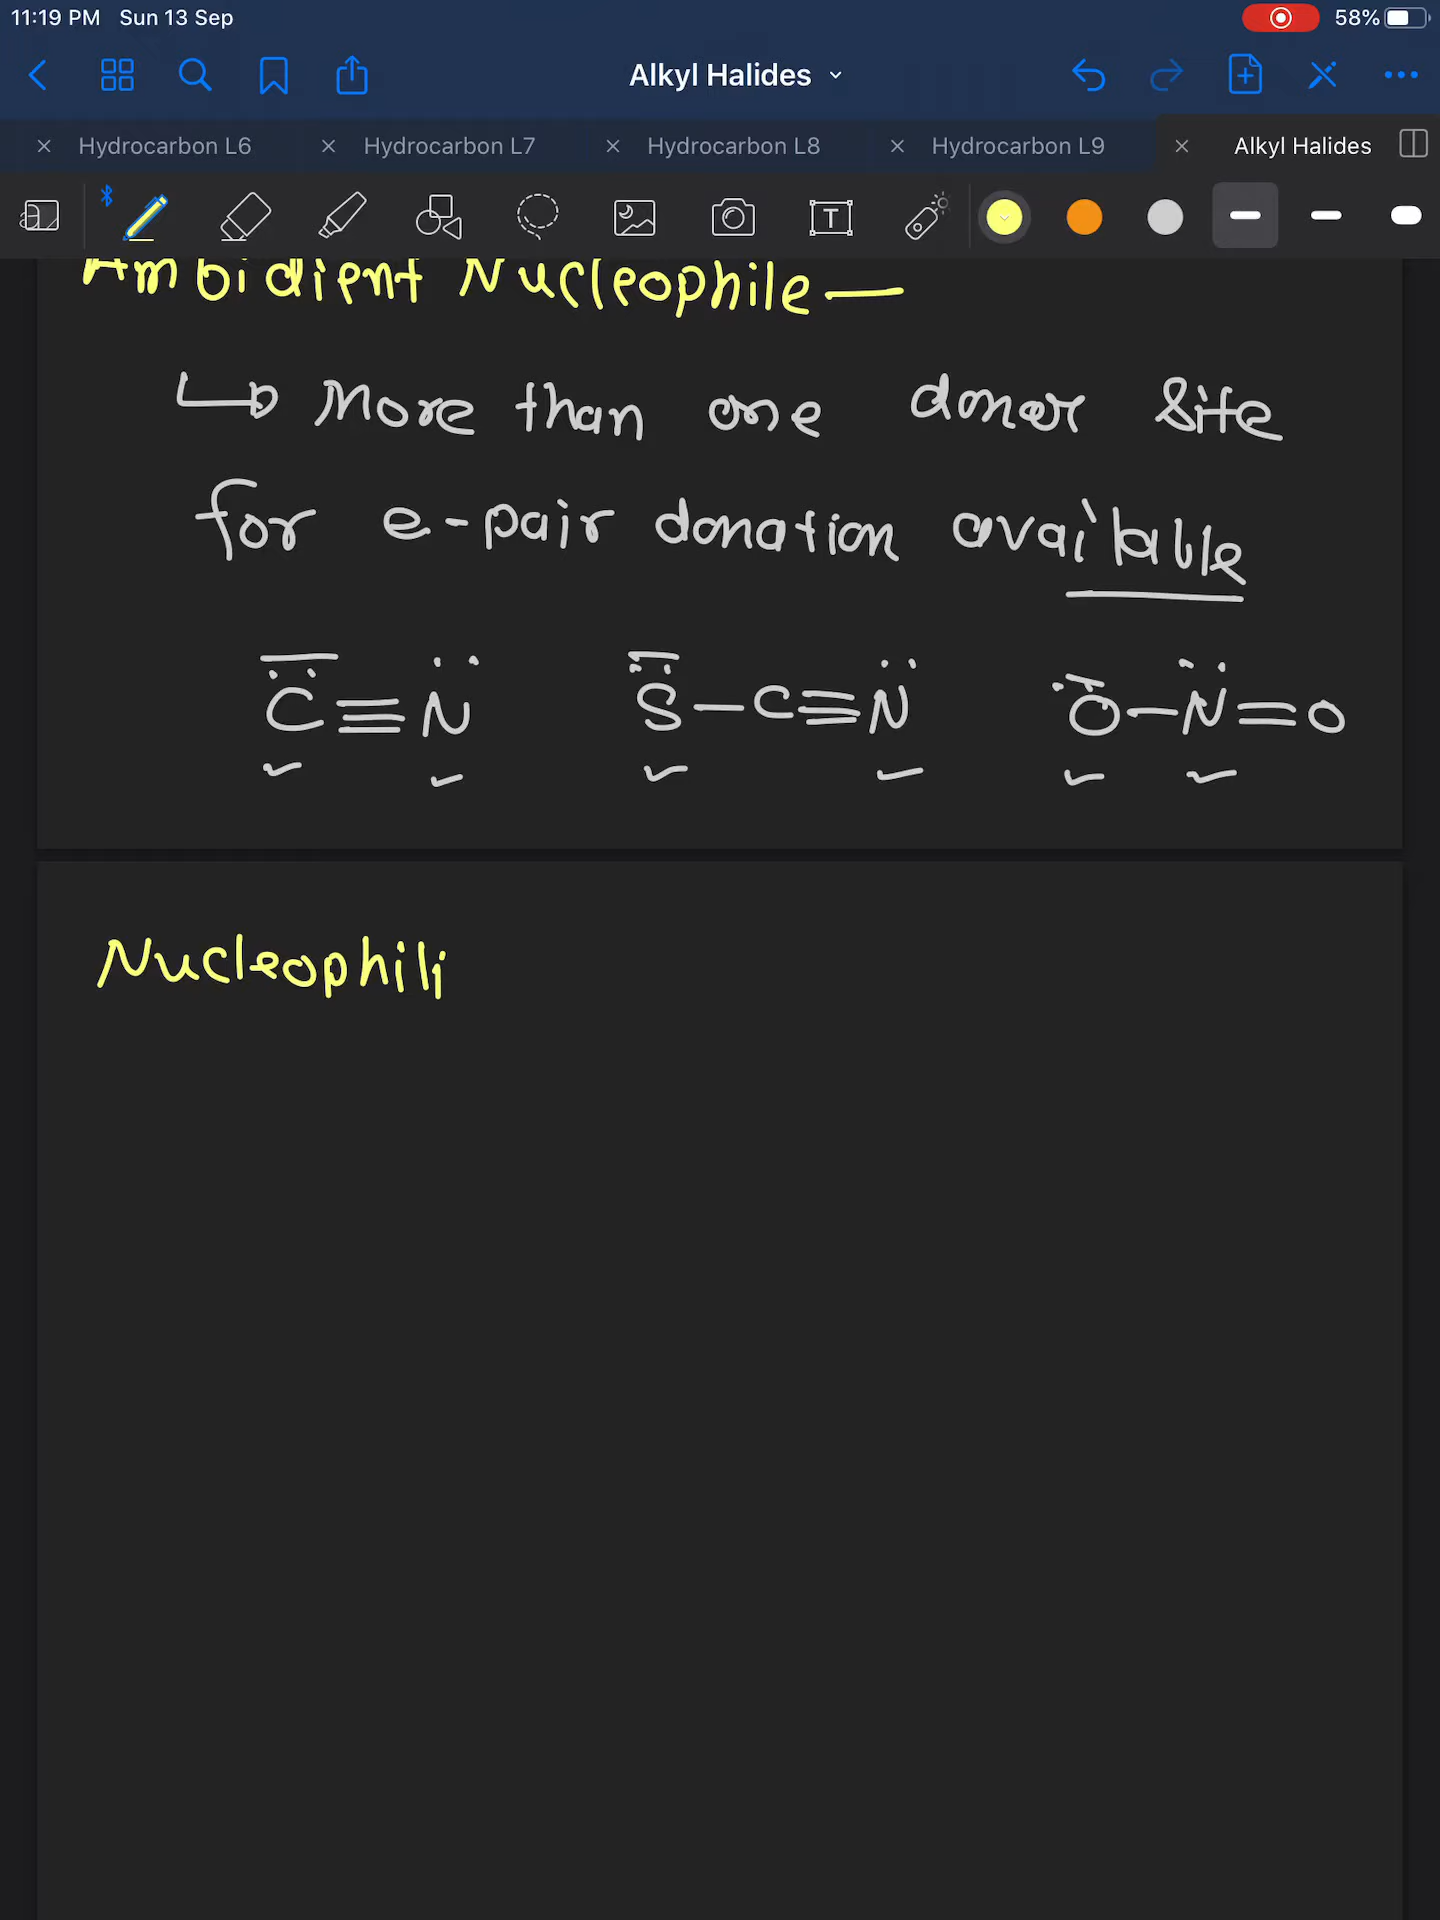 11:19 PM Sun 13 Sep 58%
Alkyl Halides
Hydrocarbon L6 Hydrocarbon L7 Hydrocarbon L8 Hydrocarbon L9 Alkyl Halides
Ambidient Nucleophile —
↳ More than one donor site
for e-pair donation available
C̄≡N S̄-C≡N Ō-N=O
Nucleophili